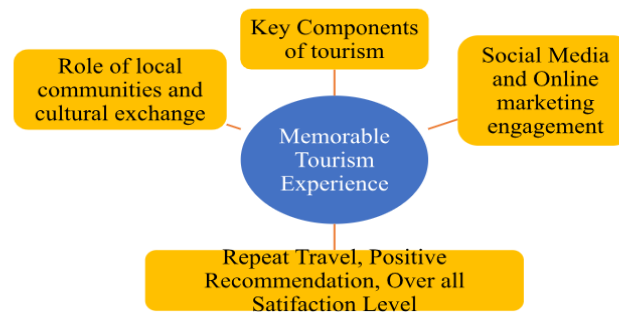 Key Components
of tourism
Role of local
communities and
cultural exchange
Social Media
and Online
marketing
engagement
Memorable
Tourism
Experience
Repeat Travel, Positive
Recommendation, Over all
Satifaction Level